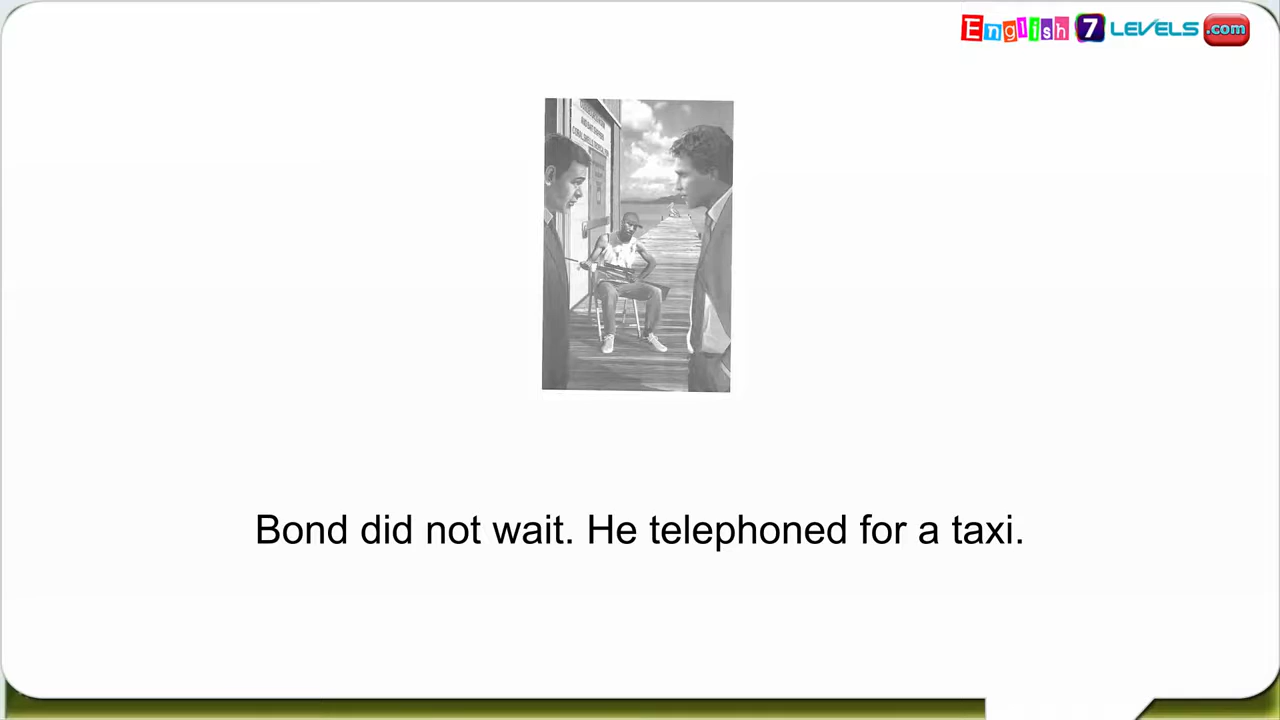 English 7 LEVELS .com
Bond did not wait. He telephoned for a taxi.